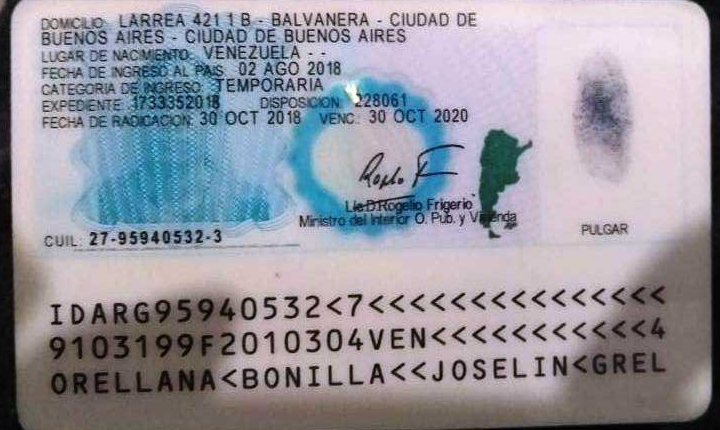 DOMICILIO: LARREA 421 1 B - BALVANERA - CIUDAD DE
BUENOS AIRES - CIUDAD DE BUENOS AIRES
LUGAR DE NACIMIENTO: VENEZUELA - -
FECHA DE INGRESO AL PAIS: 02 AGO 2018
CATEGORIA DE INGRESO: TEMPORARIA
EXPEDIENTE: 1733352018 DISPOSICION: 228061
FECHA DE RADICACION: 30 OCT 2018 VENC: 30 OCT 2020
Lic.D.Rogelio Frigerio
Ministro del Interior O. Pub. y Vivienda
PULGAR
CUIL: 27-95940532-3
IDARG95940532<7<<<<<<<<<<<<<<<
9103199F2010304VEN<<<<<<<<<<<4
ORELLANA<BONILLA<<JOSELIN<GREL